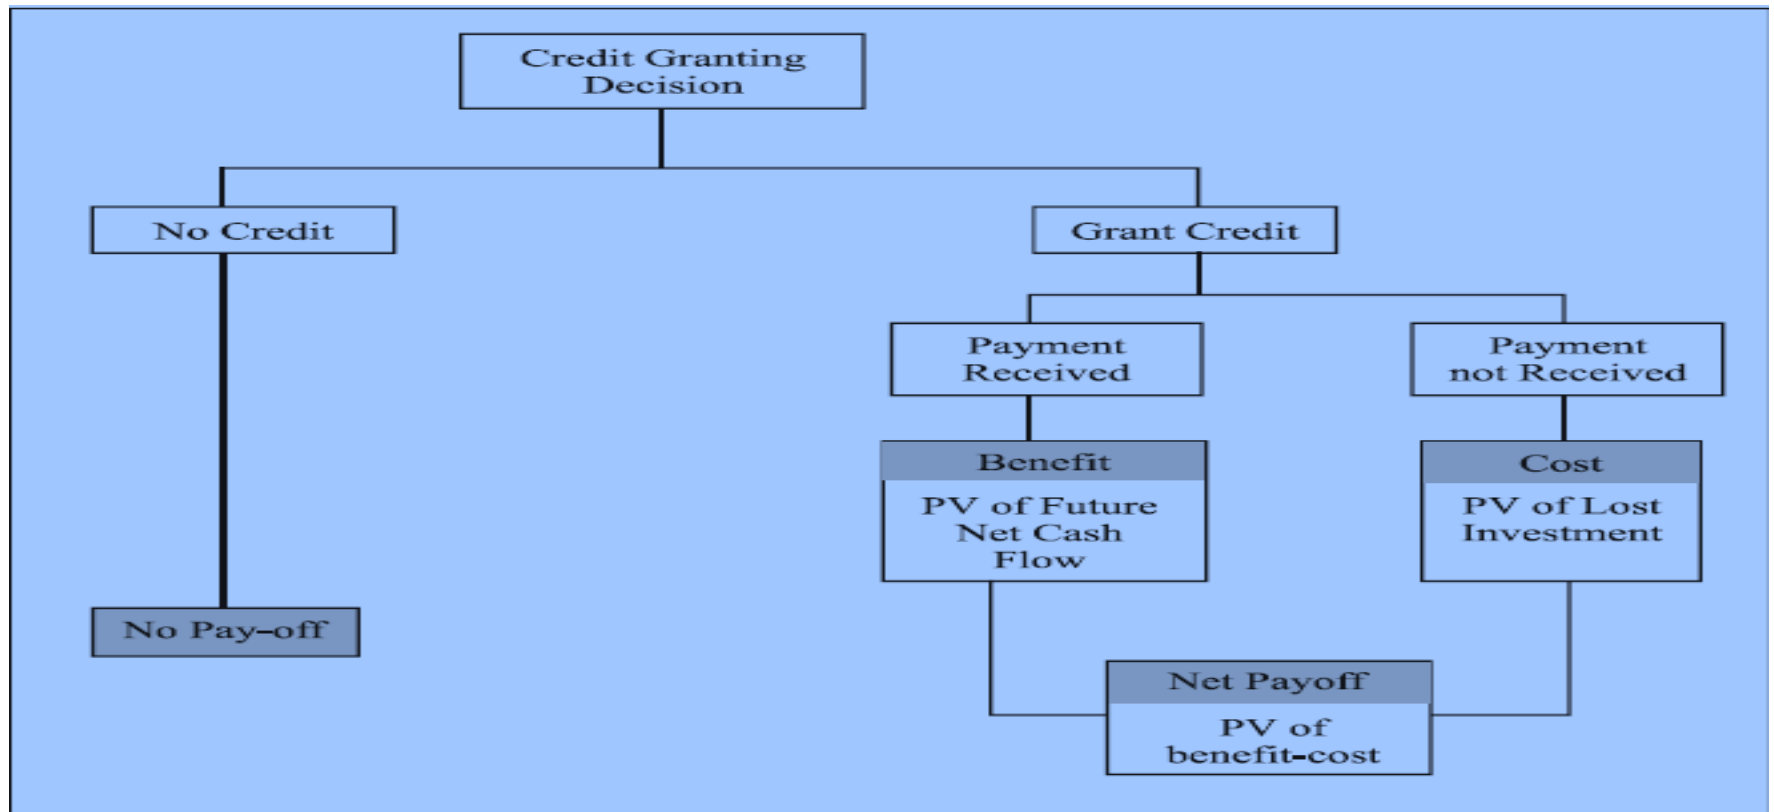 Credit Granting
Decision
No Credit
Grant Credit
Payment
Received
Payment
not Received
Benefit
PV of Future
Net Cash
Flow
Cost
PV of Lost
Investment
No Pay-off
Net Payoff
PV of
benefit-cost